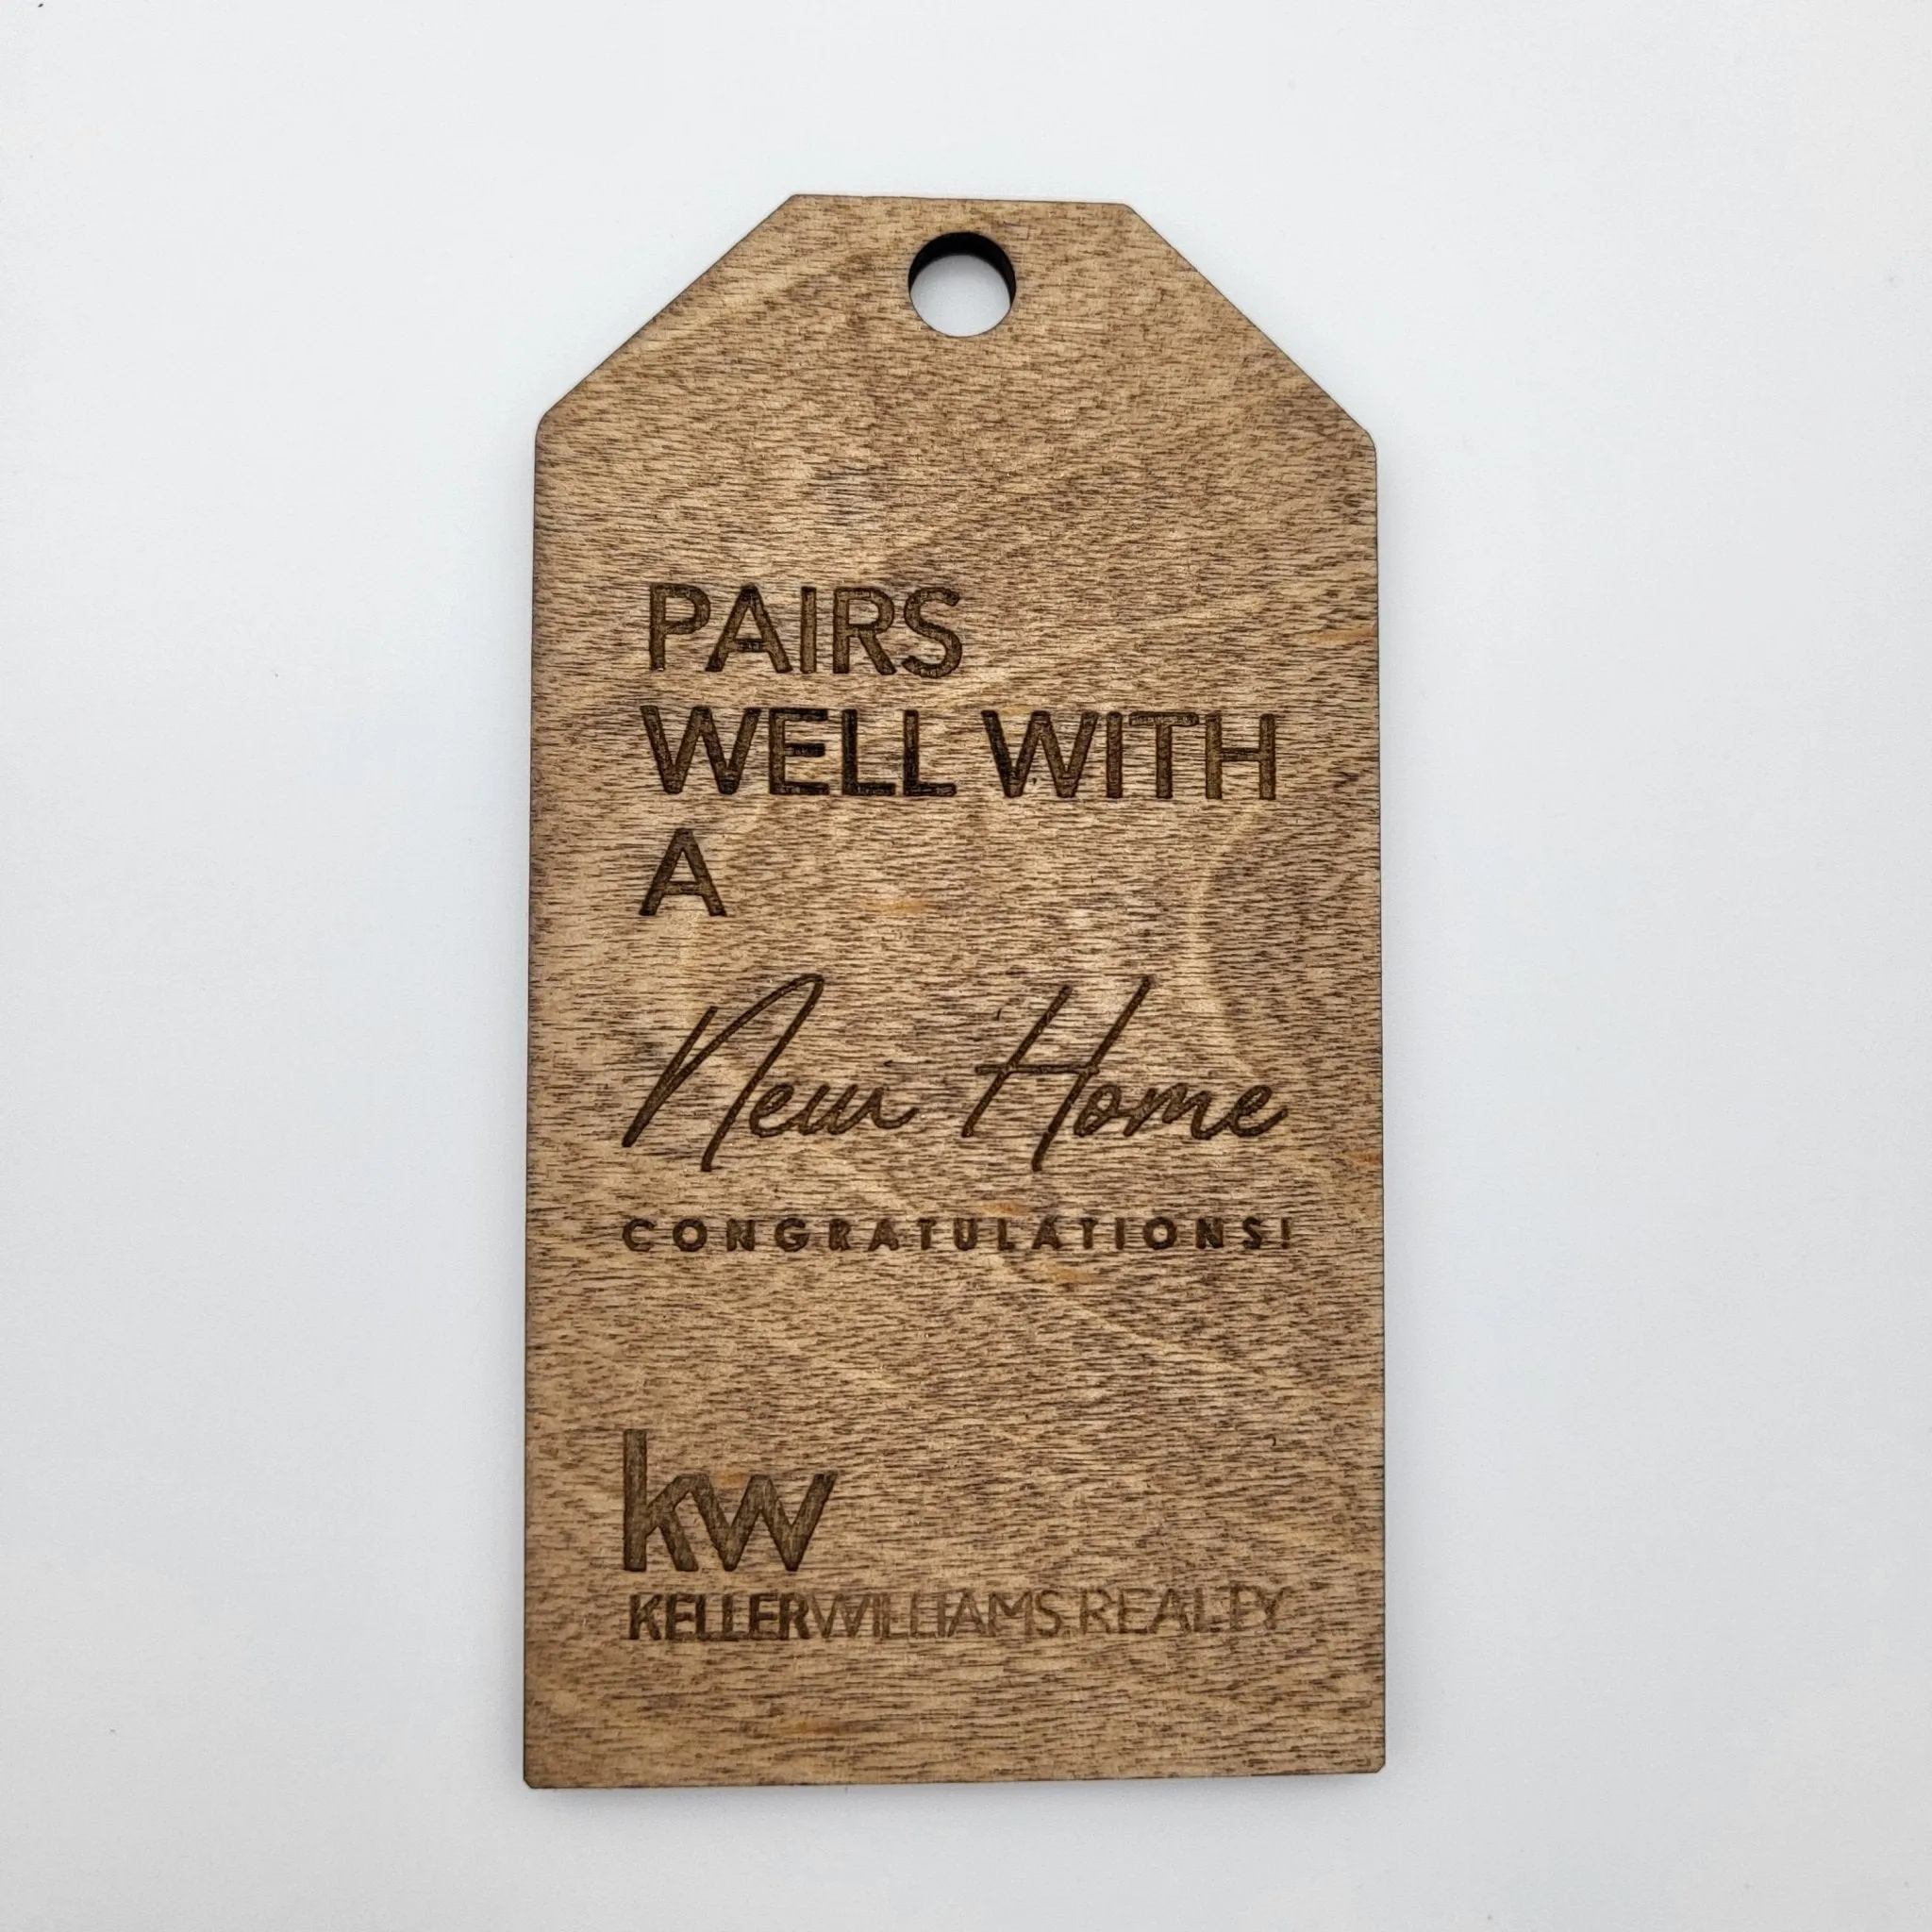 PAIRS
WELL WITH
A
New Home
CONGRATULATIONS!
kw
KELLERWILLIAMS.REALTY